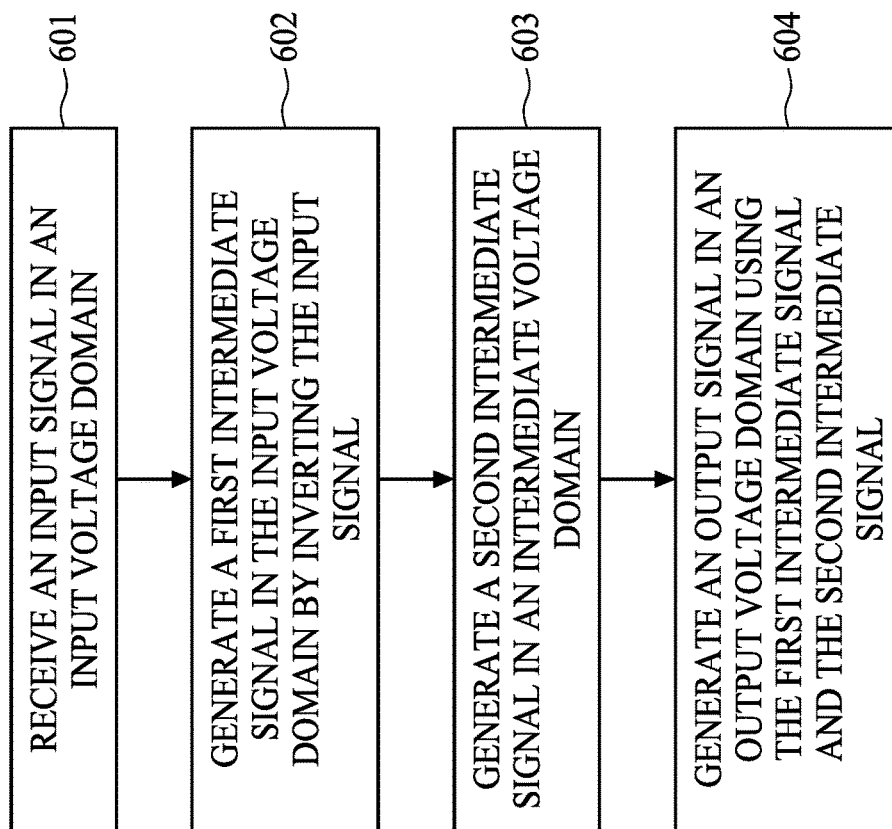 RECEIVE AN INPUT SIGNAL IN AN
INPUT VOLTAGE DOMAIN
601
GENERATE A FIRST INTERMEDIATE
SIGNAL IN THE INPUT VOLTAGE
DOMAIN BY INVERTING THE INPUT
SIGNAL
602
GENERATE A SECOND INTERMEDIATE
SIGNAL IN AN INTERMEDIATE VOLTAGE
DOMAIN
603
GENERATE AN OUTPUT SIGNAL IN AN
OUTPUT VOLTAGE DOMAIN USING
THE FIRST INTERMEDIATE SIGNAL
AND THE SECOND INTERMEDIATE
SIGNAL
604